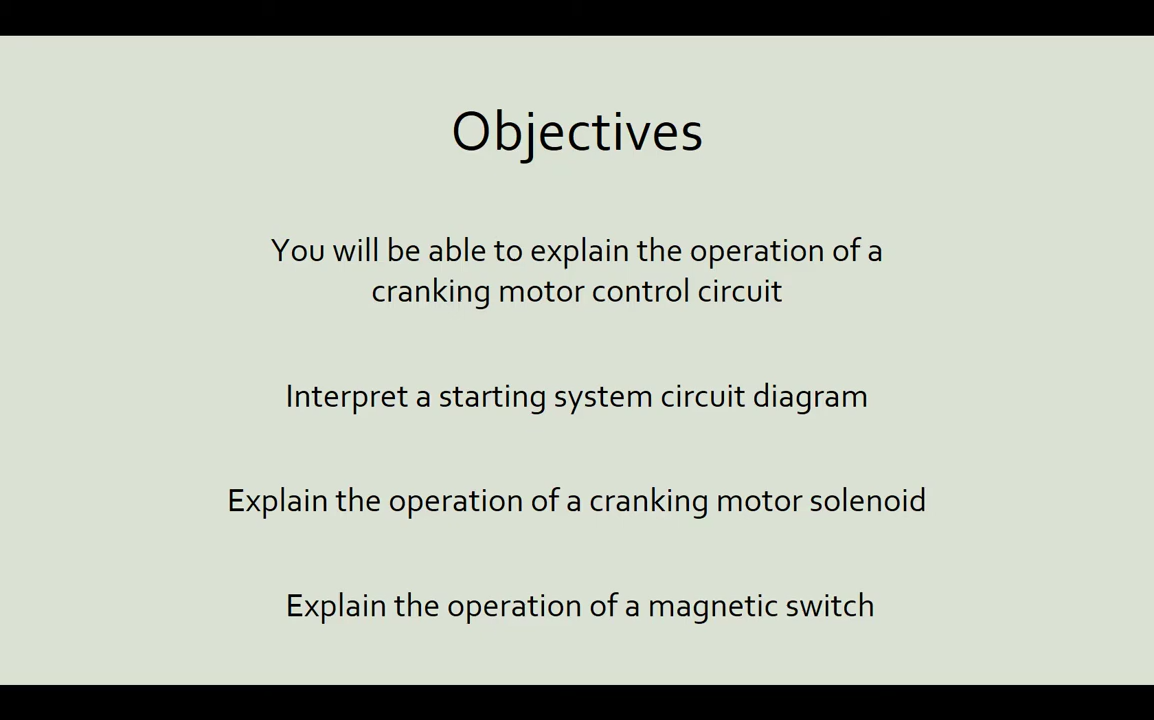 Objectives
You will be able to explain the operation of a
cranking motor control circuit
Interpret a starting system circuit diagram
Explain the operation of a cranking motor solenoid
Explain the operation of a magnetic switch